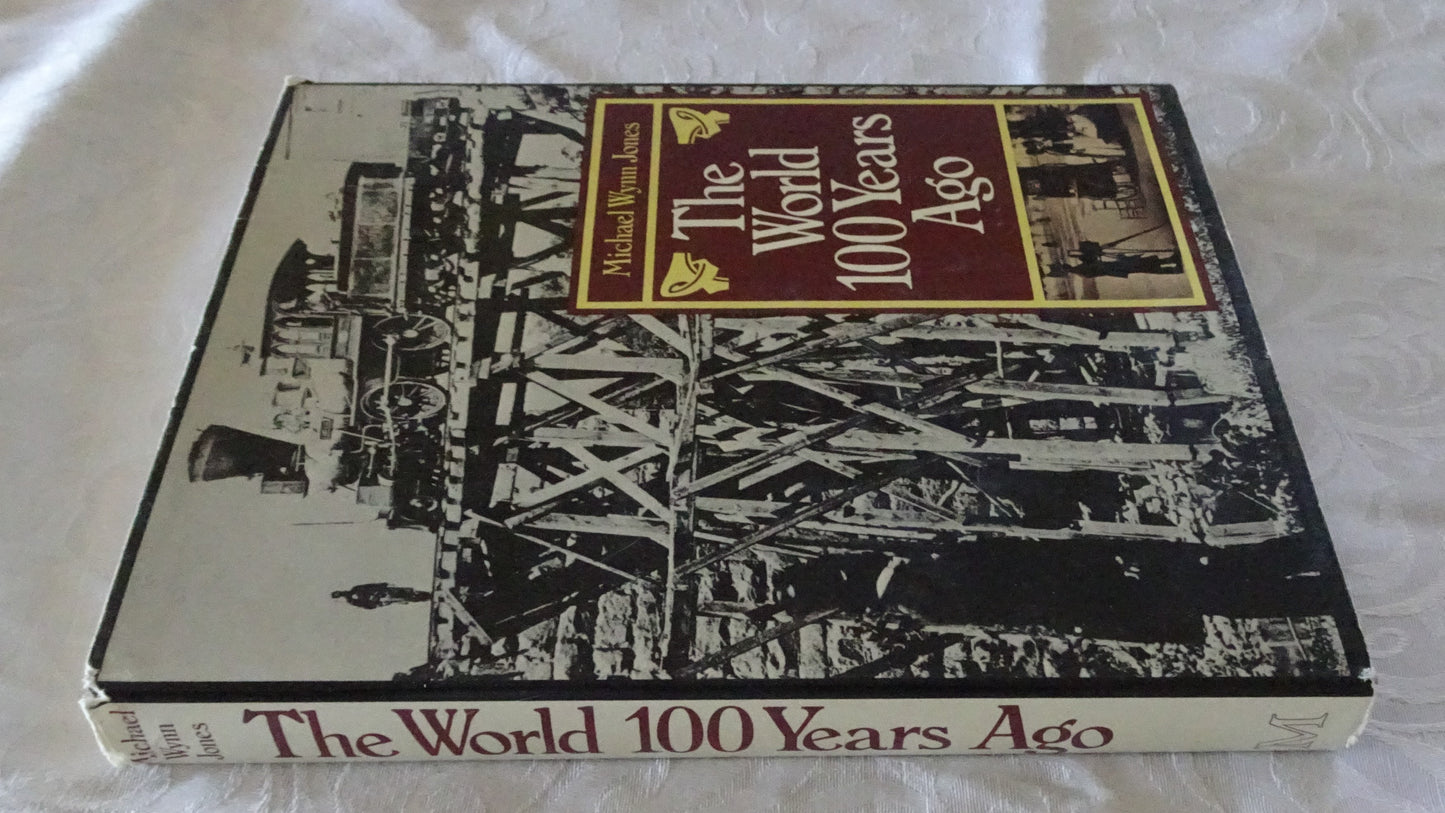 Michael Wynn Jones
The
World
100 Years
Ago
Michael
Wynn
Jones
The World 100 Years Ago
M